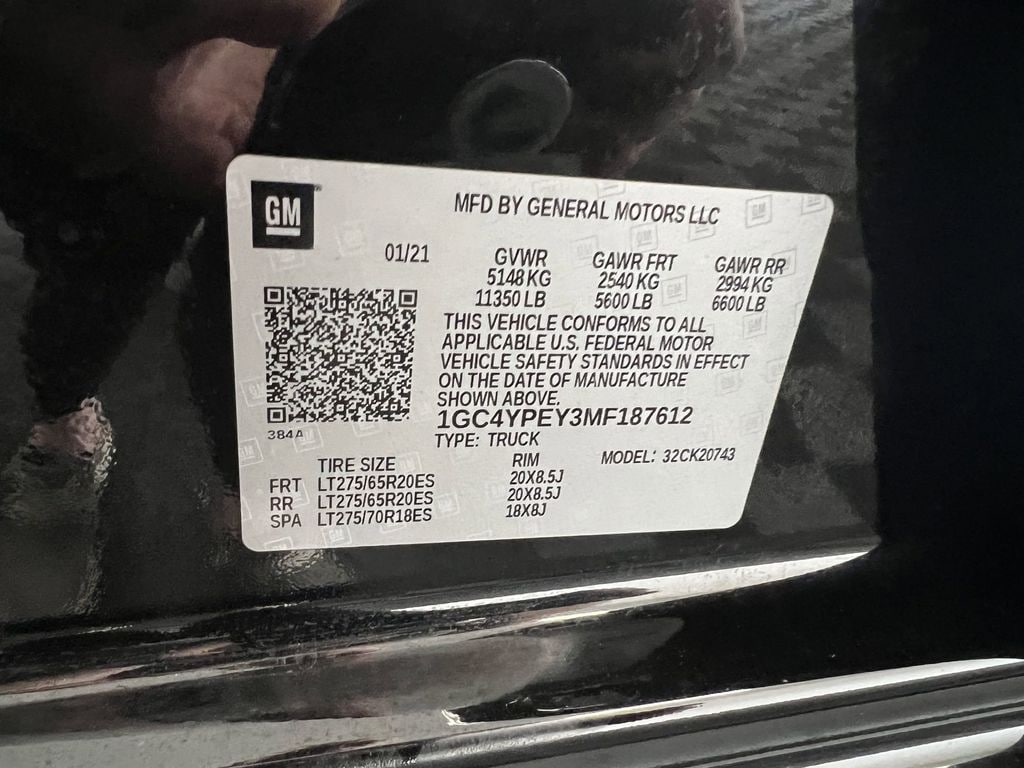 GM
MFD BY GENERAL MOTORS LLC
01/21
GVWR GAWR FRT GAWR RR
5148 KG 2540 KG 2994 KG
11350 LB 5600 LB 6600 LB
THIS VEHICLE CONFORMS TO ALL
APPLICABLE U.S. FEDERAL MOTOR
VEHICLE SAFETY STANDARDS IN EFFECT
ON THE DATE OF MANUFACTURE
SHOWN ABOVE.
1GC4YPEY3MF187612
384A
TYPE: TRUCK
MODEL: 32CK20743
TIRE SIZE RIM
FRT LT275/65R20ES 20X8.5J
RR LT275/65R20ES 20X8.5J
SPA LT275/70R18ES 18X8J